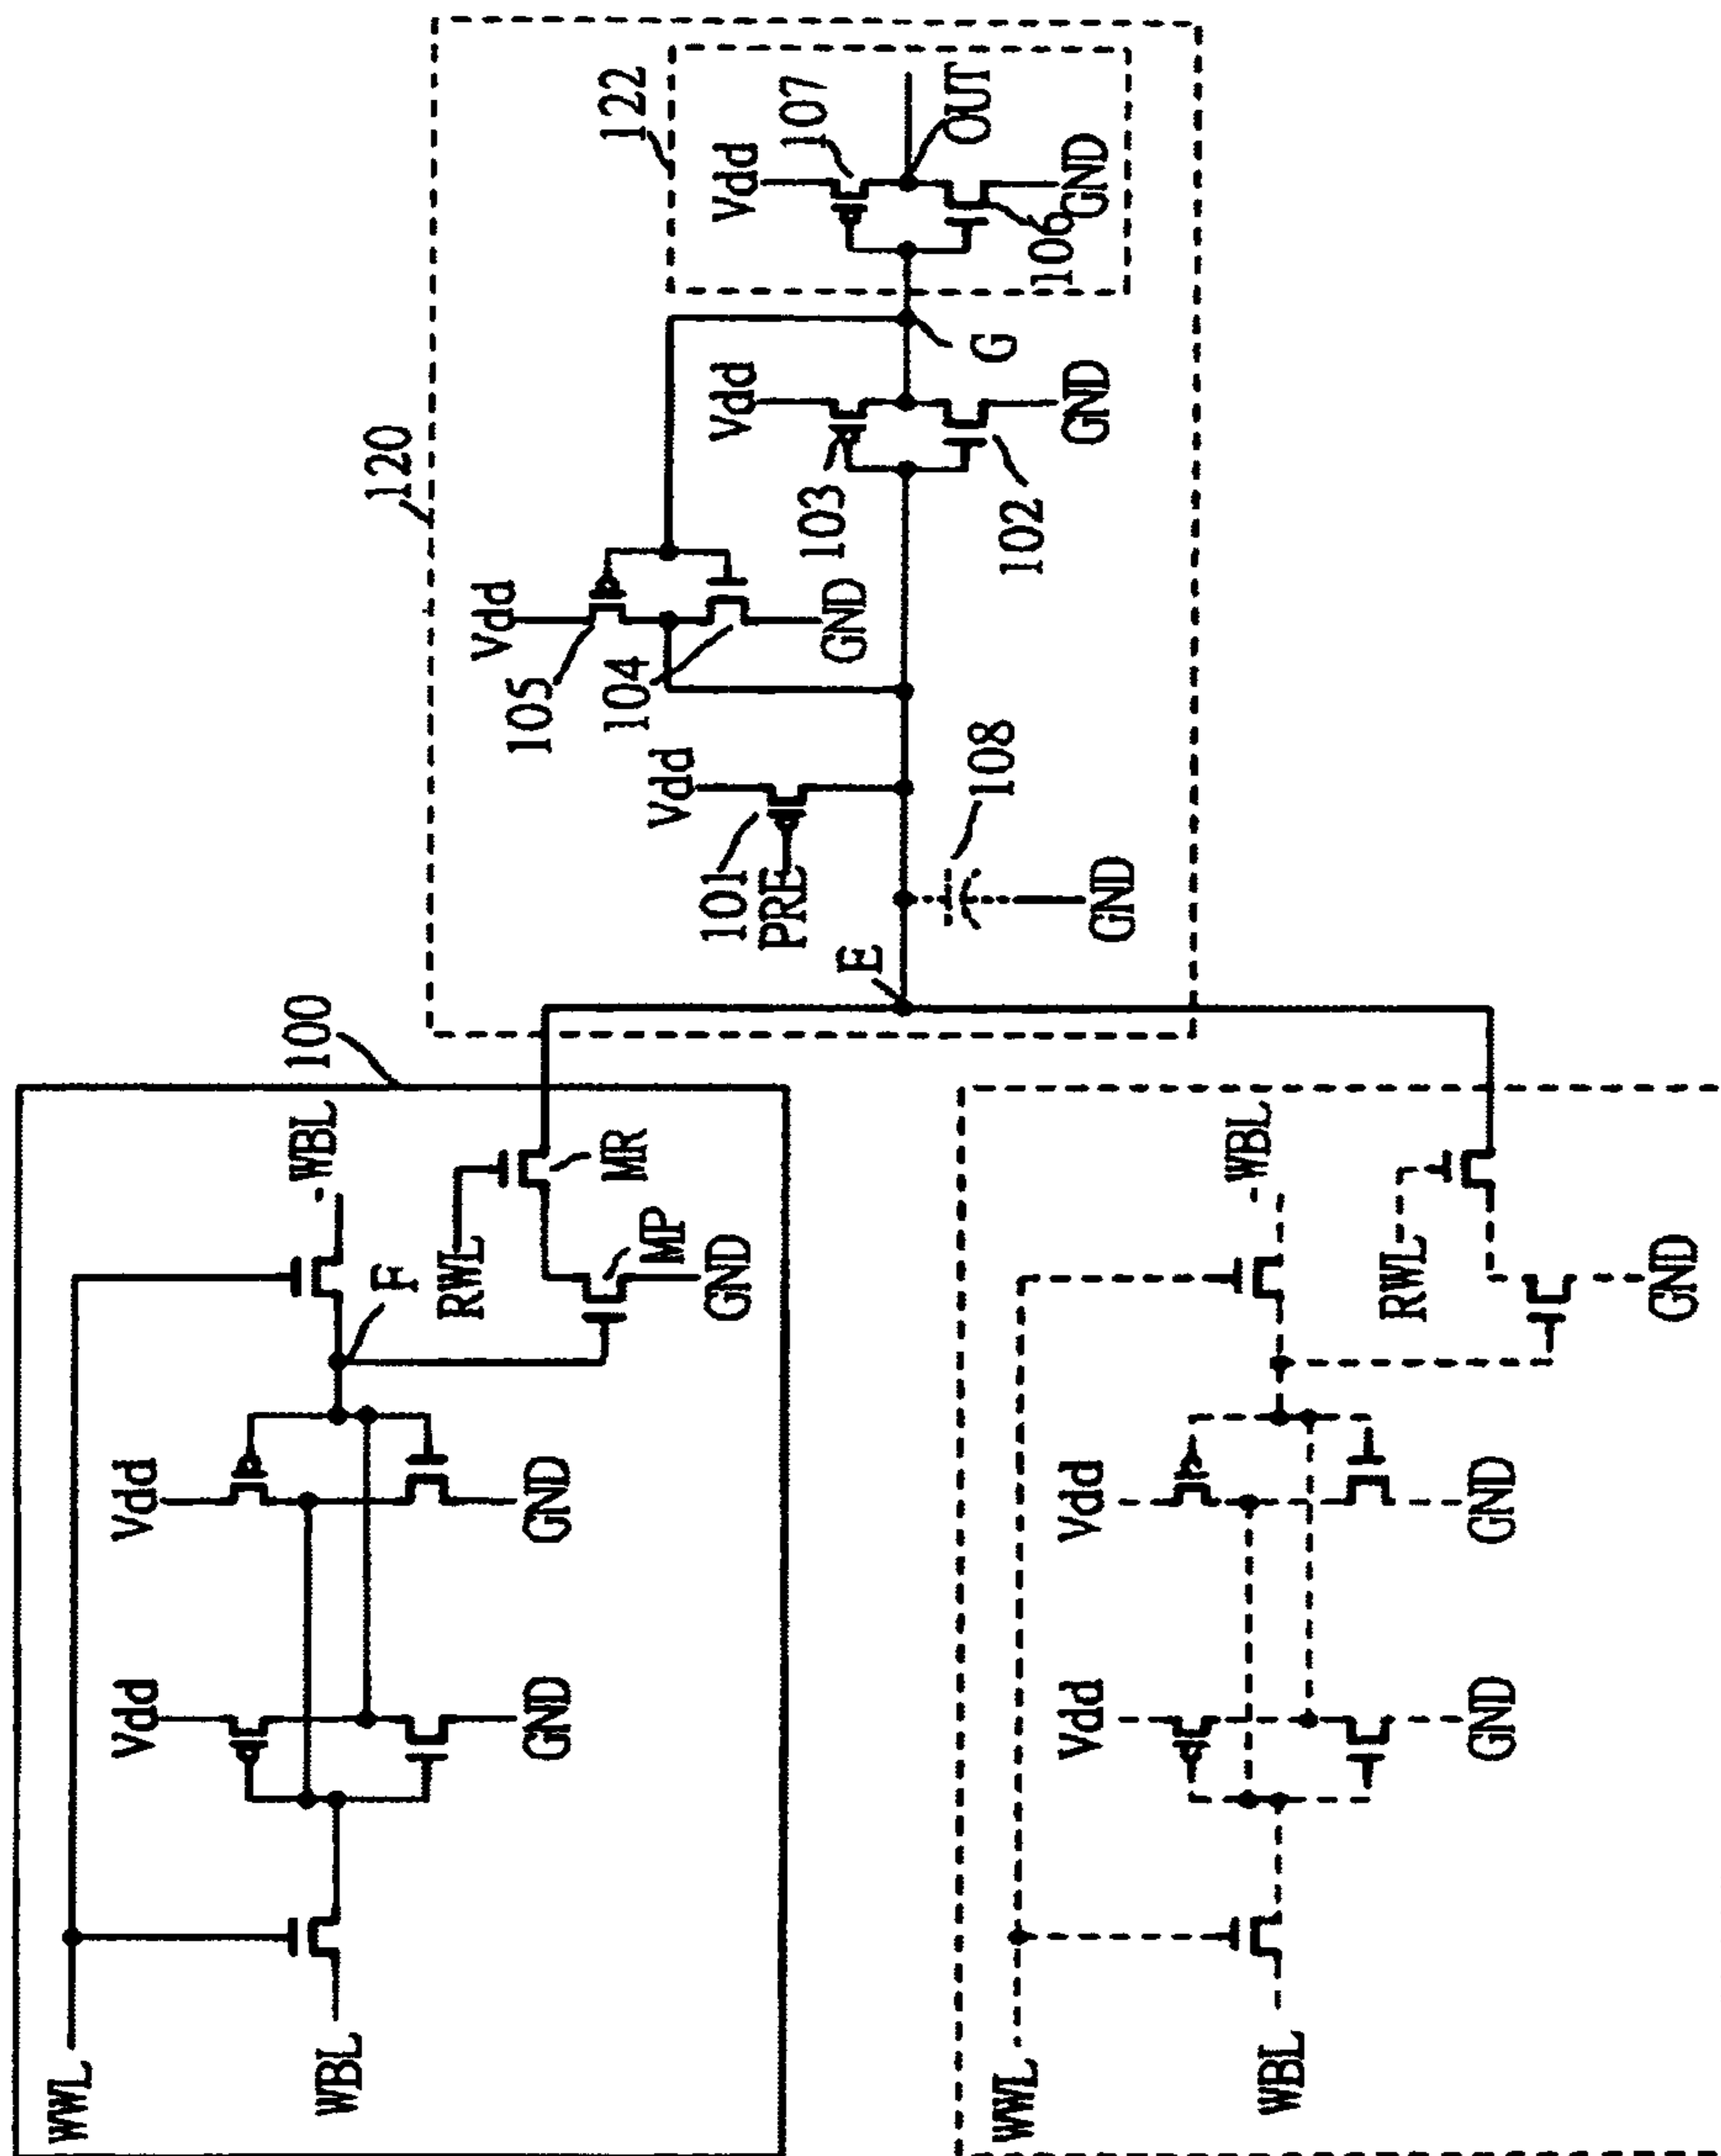 WWL
Vdd
Vdd
100
-WBL
WBL
F
120
RWL
Vdd
105
GND
GND
MR
104
122
MP
Vdd
101
GND
Vdd
Vdd
PRE
107
103
GND
E
OUT
108
G
WWL
102
106
Vdd
Vdd
GND
GND
GND
-WBL
WBL
RWL
GND
GND
GND